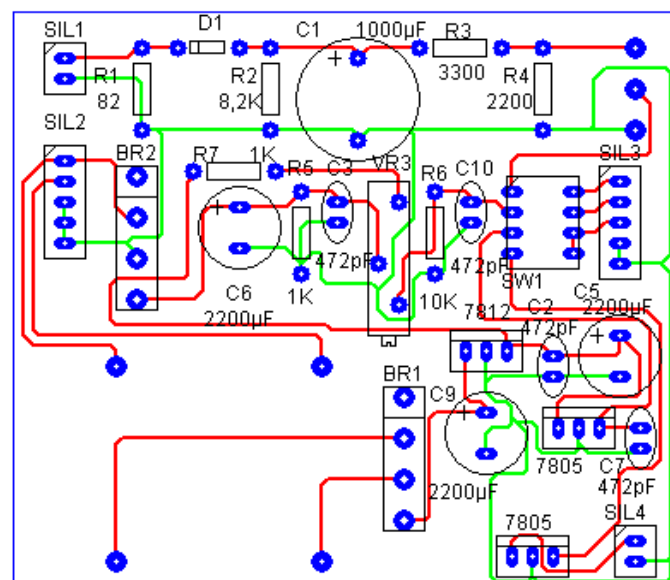 SIL1
D1
C1
1000µF
R3
R1
82
R2
8,2K
3300
R4
2200
SIL2
BR2
R7
1K
R5
C3
VR3
R6
C10
SIL3
472pF
472pF
SW1
C6
1K
10K
2200µF
7812
C2
C5
2200µF
472pF
BR1
C9
7805
C7
2200µF
472pF
7805
SIL4